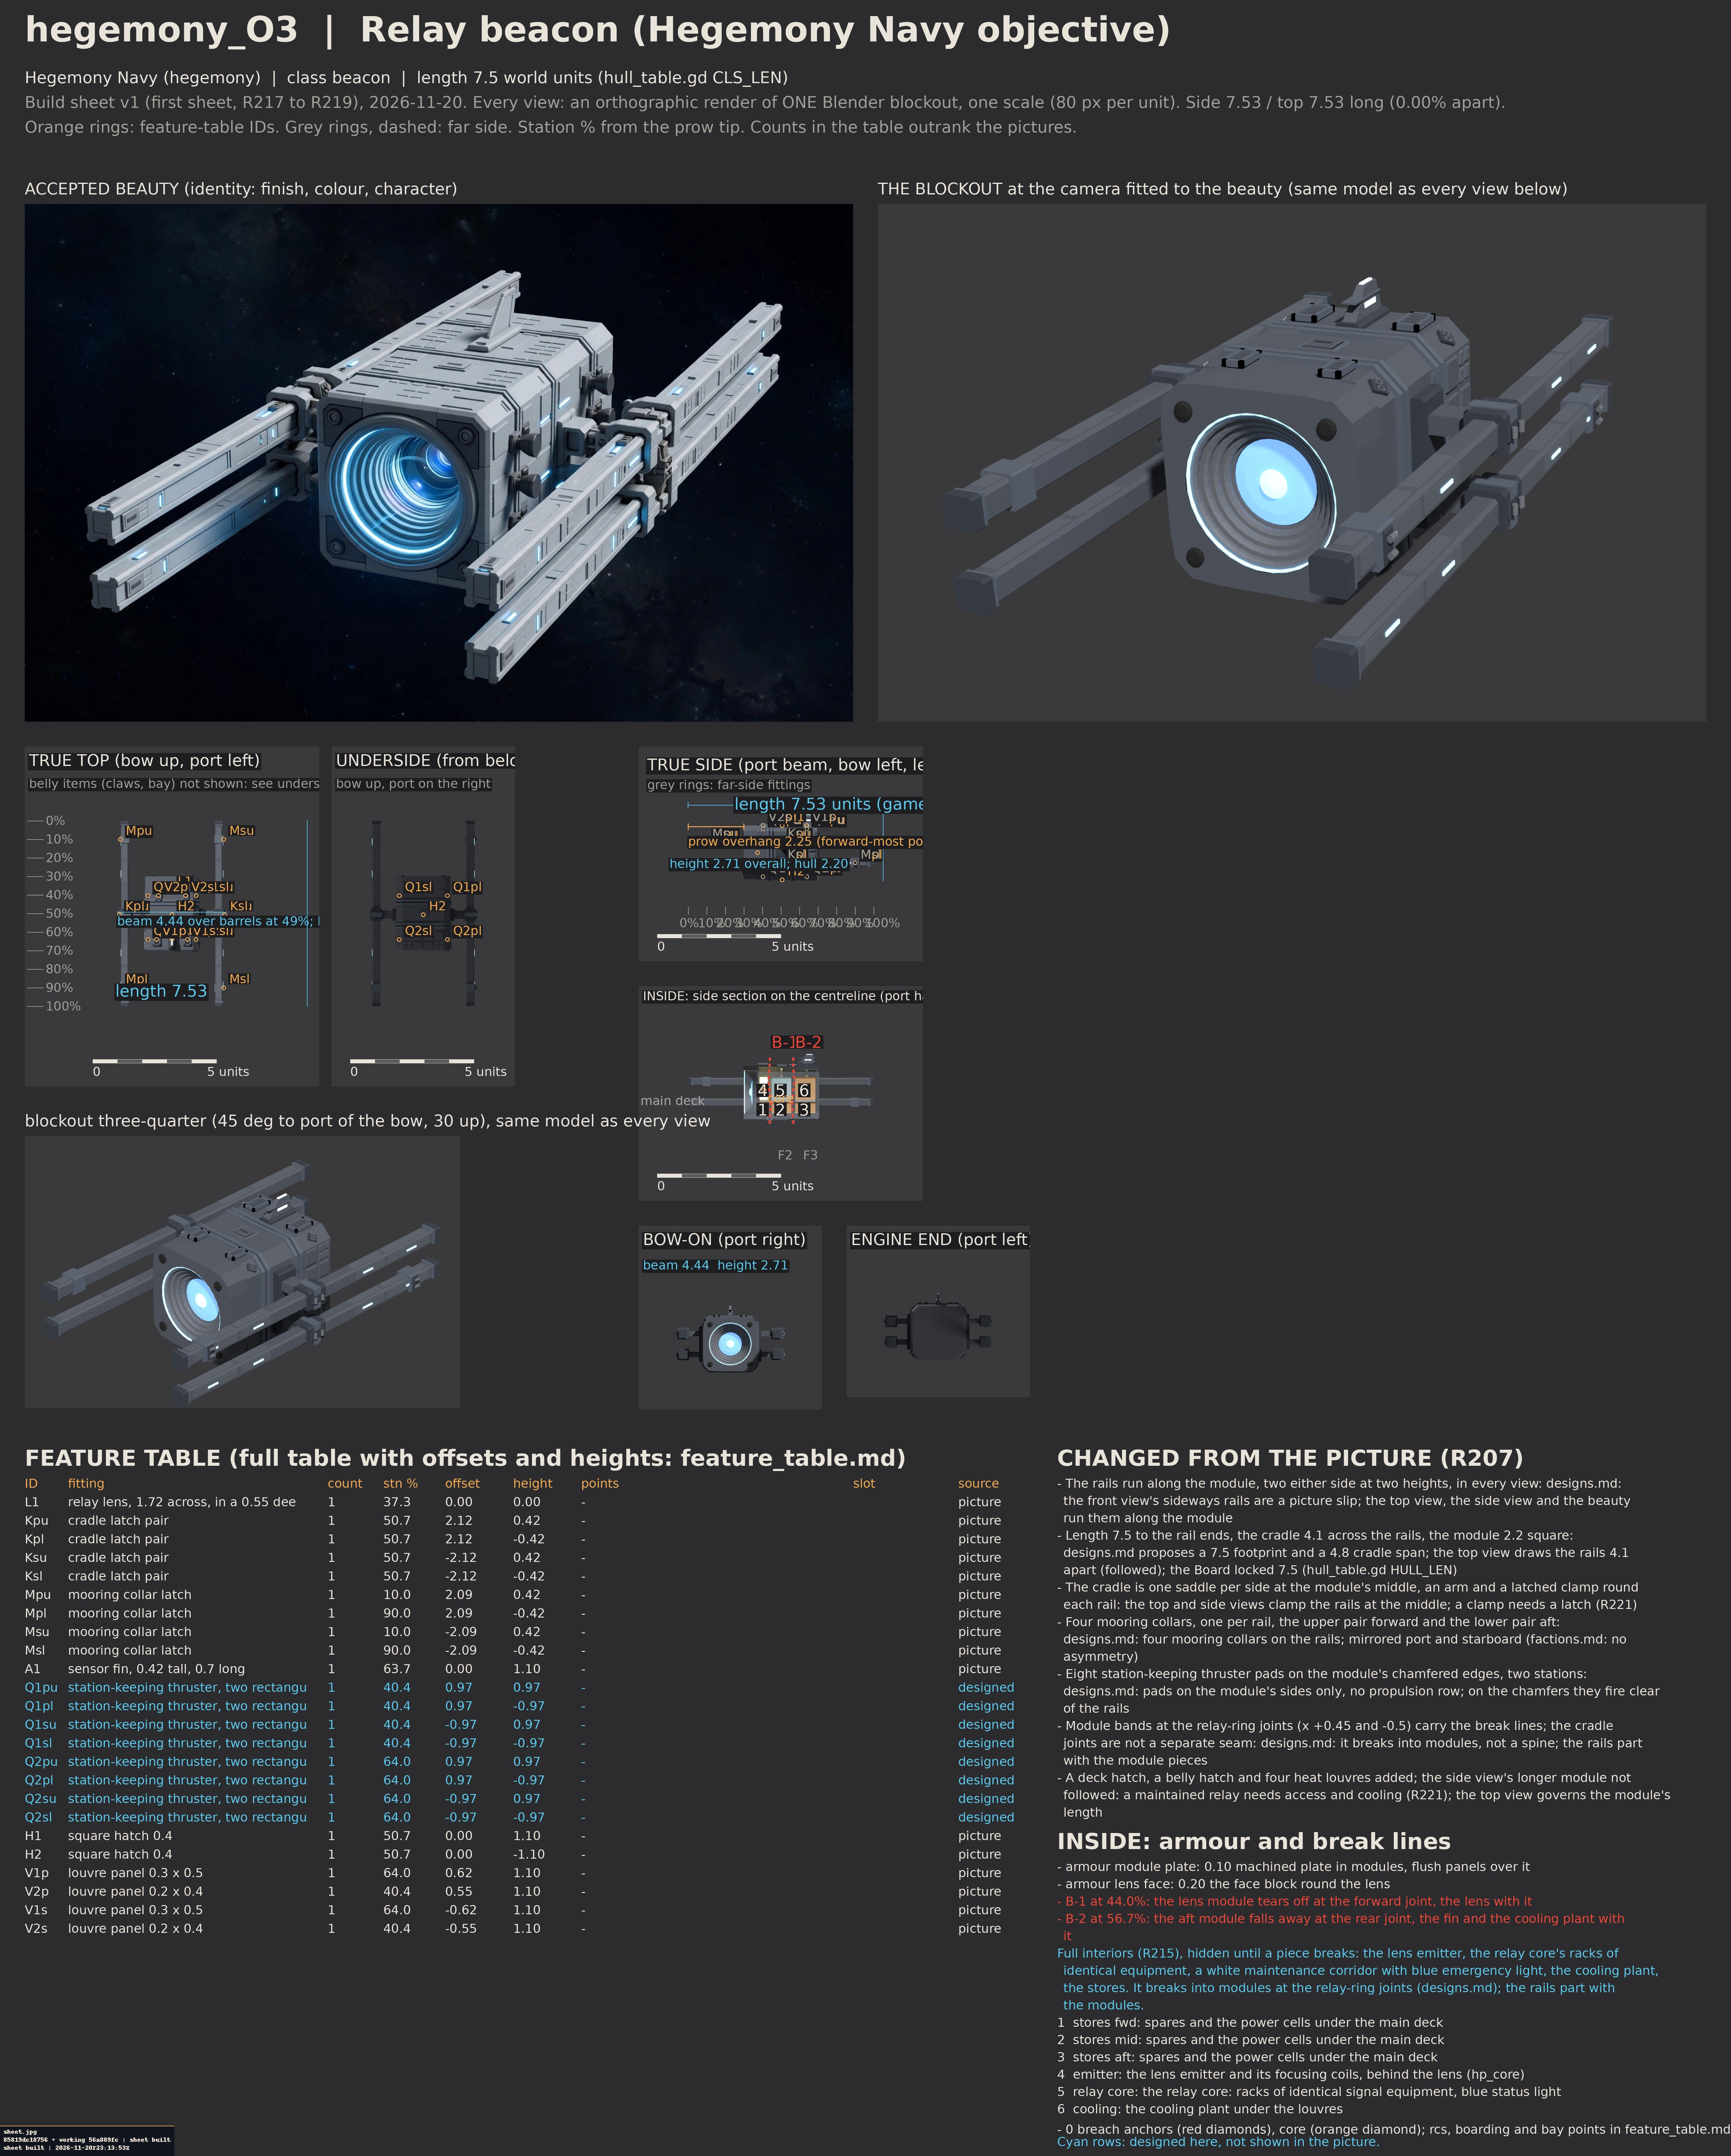 hegemony_O3 | Relay beacon (Hegemony Navy objective)
Hegemony Navy (hegemony) | class beacon | length 7.5 world units (hull_table.gd CLS_LEN)
Build sheet v1 (first sheet, R217 to R219), 2026-11-20. Every view: an orthographic render of ONE Blender blockout, one scale (80 px per unit). Side 7.53 / top 7.53 long (0.00% apart).
Orange rings: feature-table IDs. Grey rings, dashed: far side. Station % from the prow tip. Counts in the table outrank the pictures.
ACCEPTED BEAUTY (identity: finish, colour, character)
THE BLOCKOUT at the camera fitted to the beauty (same model as every view below)
TRUE TOP (bow up, port left)
belly items (claws, bay) not shown: see unders
0%
10%
20%
30%
40%
50%
60%
70%
80%
90%
100%
Mpu
Msu
H2
beam 4.44 over barrels at 49%;
Mpl
Msl
length 7.53
0 5 units
UNDERSIDE (from belo
bow up, port on the right
Q1sl Q1pl
H2
Q2sl Q2pl
0 5 units
TRUE SIDE (port beam, bow left, le
grey rings: far-side fittings
length 7.53 units (game
prow overhang 2.25 (forward-most po
height 2.71 overall; hull 2.20
0 5 units
INSIDE: side section on the centreline (port ha
B-1 B-2
4 5 6
main deck
1 2 3
F2 F3
0 5 units
blockout three-quarter (45 deg to port of the bow, 30 up), same model as every view
BOW-ON (port right)
beam 4.44 height 2.71
ENGINE END (port left)
FEATURE TABLE (full table with offsets and heights: feature_table.md)
ID fitting count stn % offset height points slot source
L1 relay lens, 1.72 across, in a 0.55 dee 1 37.3 0.00 0.00 - picture
Kpu cradle latch pair 1 50.7 2.12 0.42 - picture
Kpl cradle latch pair 1 50.7 2.12 -0.42 - picture
Ksu cradle latch pair 1 50.7 -2.12 0.42 - picture
Ksl cradle latch pair 1 50.7 -2.12 -0.42 - picture
Mpu mooring collar latch 1 10.0 2.09 0.42 - picture
Mpl mooring collar latch 1 90.0 2.09 -0.42 - picture
Msu mooring collar latch 1 10.0 -2.09 0.42 - picture
Msl mooring collar latch 1 90.0 -2.09 -0.42 - picture
A1 sensor fin, 0.42 tall, 0.7 long 1 63.7 0.00 1.10 - picture
Q1pu station-keeping thruster, two rectangu 1 40.4 0.97 0.97 - designed
Q1pl station-keeping thruster, two rectangu 1 40.4 0.97 -0.97 - designed
Q1su station-keeping thruster, two rectangu 1 40.4 -0.97 0.97 - designed
Q1sl station-keeping thruster, two rectangu 1 40.4 -0.97 -0.97 - designed
Q2pu station-keeping thruster, two rectangu 1 64.0 0.97 0.97 - designed
Q2pl station-keeping thruster, two rectangu 1 64.0 0.97 -0.97 - designed
Q2su station-keeping thruster, two rectangu 1 64.0 -0.97 0.97 - designed
Q2sl station-keeping thruster, two rectangu 1 64.0 -0.97 -0.97 - designed
H1 square hatch 0.4 1 50.7 0.00 1.10 - picture
H2 square hatch 0.4 1 50.7 0.00 -1.10 - picture
V1p louvre panel 0.3 x 0.5 1 64.0 0.62 1.10 - picture
V2p louvre panel 0.2 x 0.4 1 40.4 0.55 1.10 - picture
V1s louvre panel 0.3 x 0.5 1 64.0 -0.62 1.10 - picture
V2s louvre panel 0.2 x 0.4 1 40.4 -0.55 1.10 - picture
CHANGED FROM THE PICTURE (R207)
- The rails run along the module, two either side at two heights, in every view: designs.md:
the front view's sideways rails are a picture slip; the top view, the side view and the beauty
run them along the module
- Length 7.5 to the rail ends, the cradle 4.1 across the rails, the module 2.2 square:
designs.md proposes a 7.5 footprint and a 4.8 cradle span; the top view draws the rails 4.1
apart (followed); the Board locked 7.5 (hull_table.gd HULL_LEN)
- The cradle is one saddle per side at the module's middle, an arm and a latched clamp round
each rail: the top and side views clamp the rails at the middle; a clamp needs a latch (R221)
- Four mooring collars, one per rail, the upper pair forward and the lower pair aft:
designs.md: four mooring collars on the rails; mirrored port and starboard (factions.md: no
asymmetry)
- Eight station-keeping thruster pads on the module's chamfered edges, two stations:
designs.md: pads on the module's sides only, no propulsion row; on the chamfers they fire clear
of the rails
- Module bands at the relay-ring joints (x +0.45 and -0.5) carry the break lines; the cradle
joints are not a separate seam: designs.md: it breaks into modules, not a spine; the rails part
with the module pieces
- A deck hatch, a belly hatch and four heat louvres added; the side view's longer module not
followed: a maintained relay needs access and cooling (R221); the top view governs the module's
length
INSIDE: armour and break lines
- armour module plate: 0.10 machined plate in modules, flush panels over it
- armour lens face: 0.20 the face block round the lens
- B-1 at 44.0%: the lens module tears off at the forward joint, the lens with it
- B-2 at 56.7%: the aft module falls away at the rear joint, the fin and the cooling plant with
it
Full interiors (R215), hidden until a piece breaks: the lens emitter, the relay core's racks of
identical equipment, a white maintenance corridor with blue emergency light, the cooling plant,
the stores. It breaks into modules at the relay-ring joints (designs.md); the rails part with
the modules.
1 stores fwd: spares and the power cells under the main deck
2 stores mid: spares and the power cells under the main deck
3 stores aft: spares and the power cells under the main deck
4 emitter: the lens emitter and its focusing coils, behind the lens (hp_core)
5 relay core: the relay core: racks of identical signal equipment, blue status light
6 cooling: the cooling plant under the louvres
- 0 breach anchors (red diamonds), core (orange diamond); rcs, boarding and bay points in feature_table.md
Cyan rows: designed here, not shown in the picture.
sheet.jpg
05819dc18756 + working 56a889fc | sheet built
sheet built | 2026-11-20T23:13:53Z